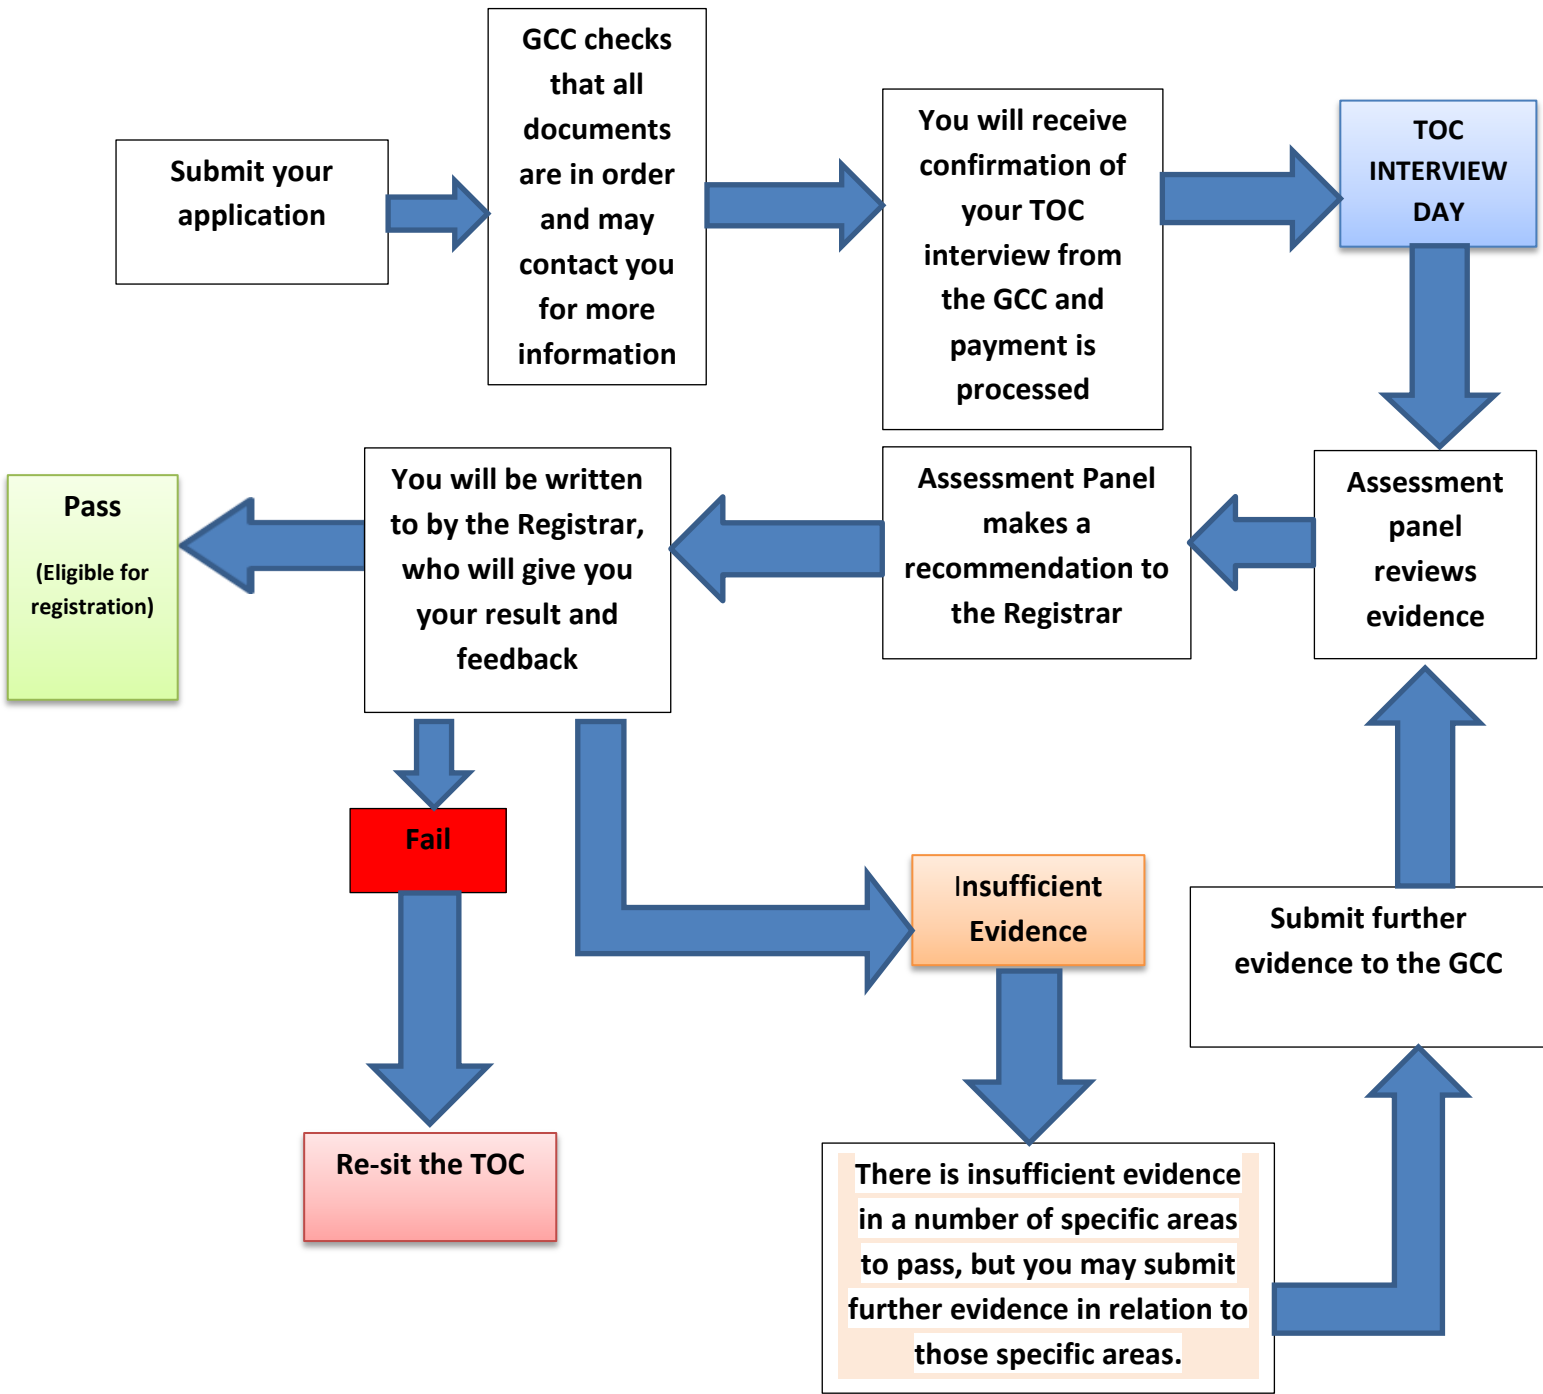 Submit your
application
GCC checks
that all
documents
are in order
and may
contact you
for more
information
You will receive
confirmation of
your TOC
interview from
the GCC and
payment is
processed
TOC
INTERVIEW
DAY
Pass
(Eligible for
registration)
You will be written
to by the Registrar,
who will give you
your result and
feedback
Assessment Panel
makes a
recommendation to
the Registrar
Assessment
panel
reviews
evidence
Fail
Insufficient
Evidence
Submit further
evidence to the GCC
Re-sit the TOC
There is insufficient evidence
in a number of specific areas
to pass, but you may submit
further evidence in relation to
those specific areas.